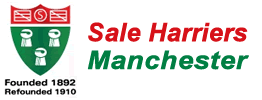 S
Sale Harriers
Manchester
Founded 1892
Refounded 1910